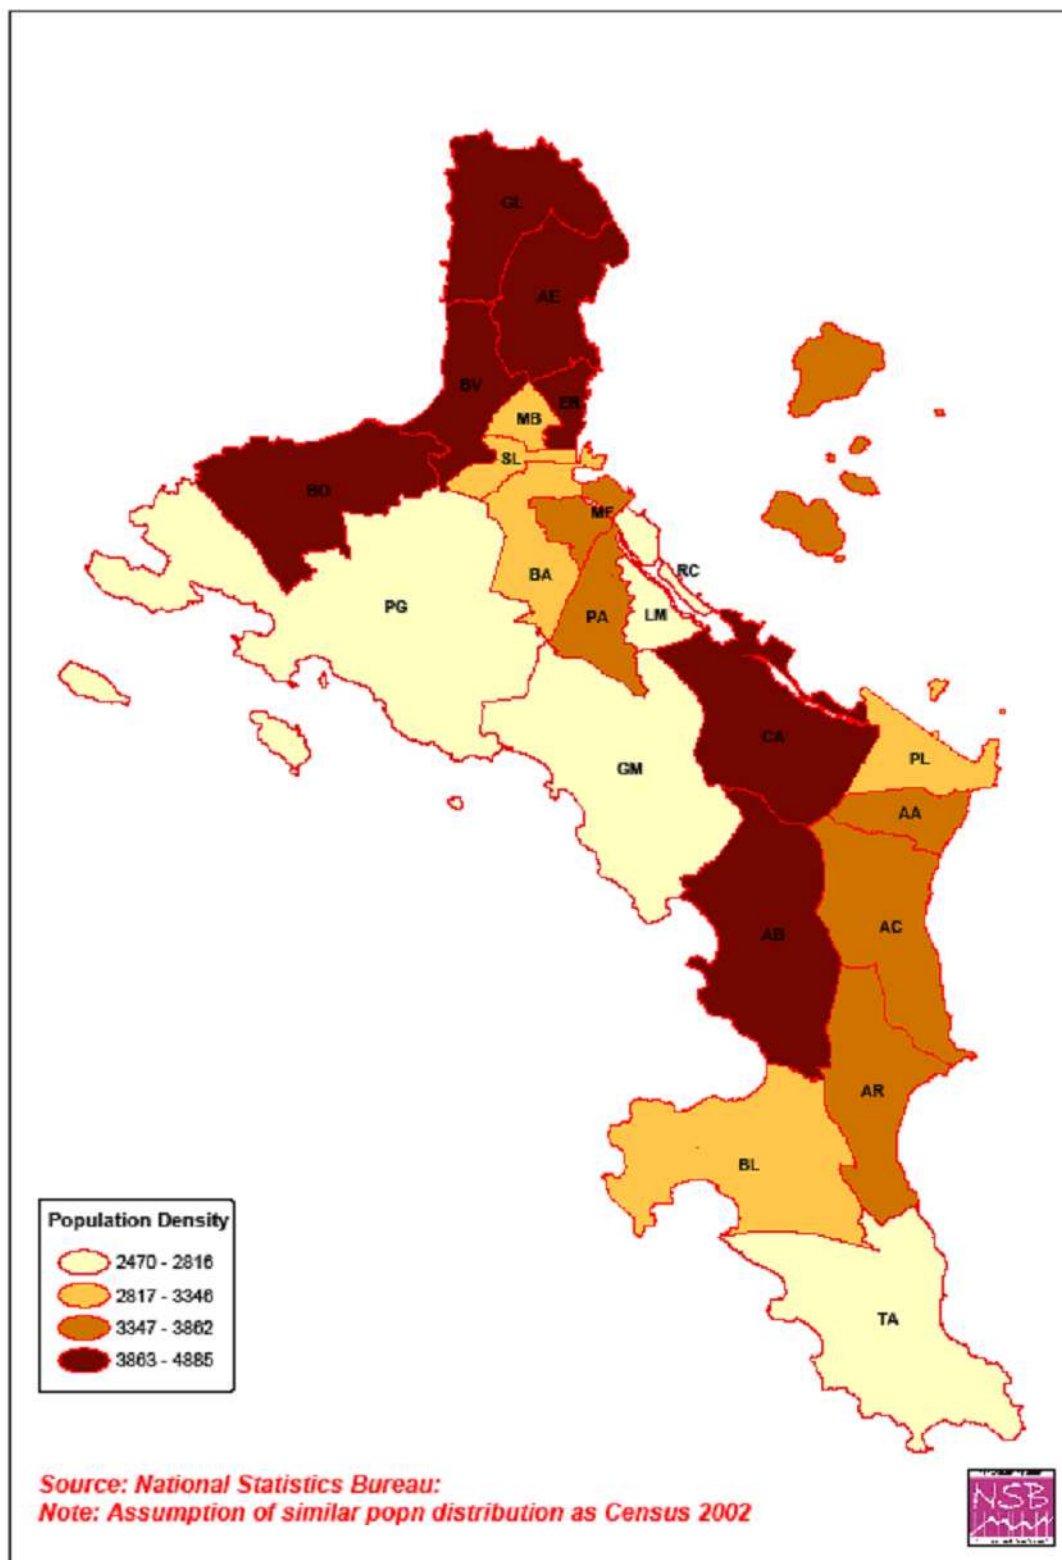 GL
AE
BV
ER
MB
SL
BO
MF
RC
BA
PG
PA
LM
CA
GM
PL
AA
AC
AB
AR
BL
TA
Population Density
2470 - 2816
2817 - 3346
3347 - 3862
3863 - 4885
Source: National Statistics Bureau:
Note: Assumption of similar popn distribution as Census 2002
NSB